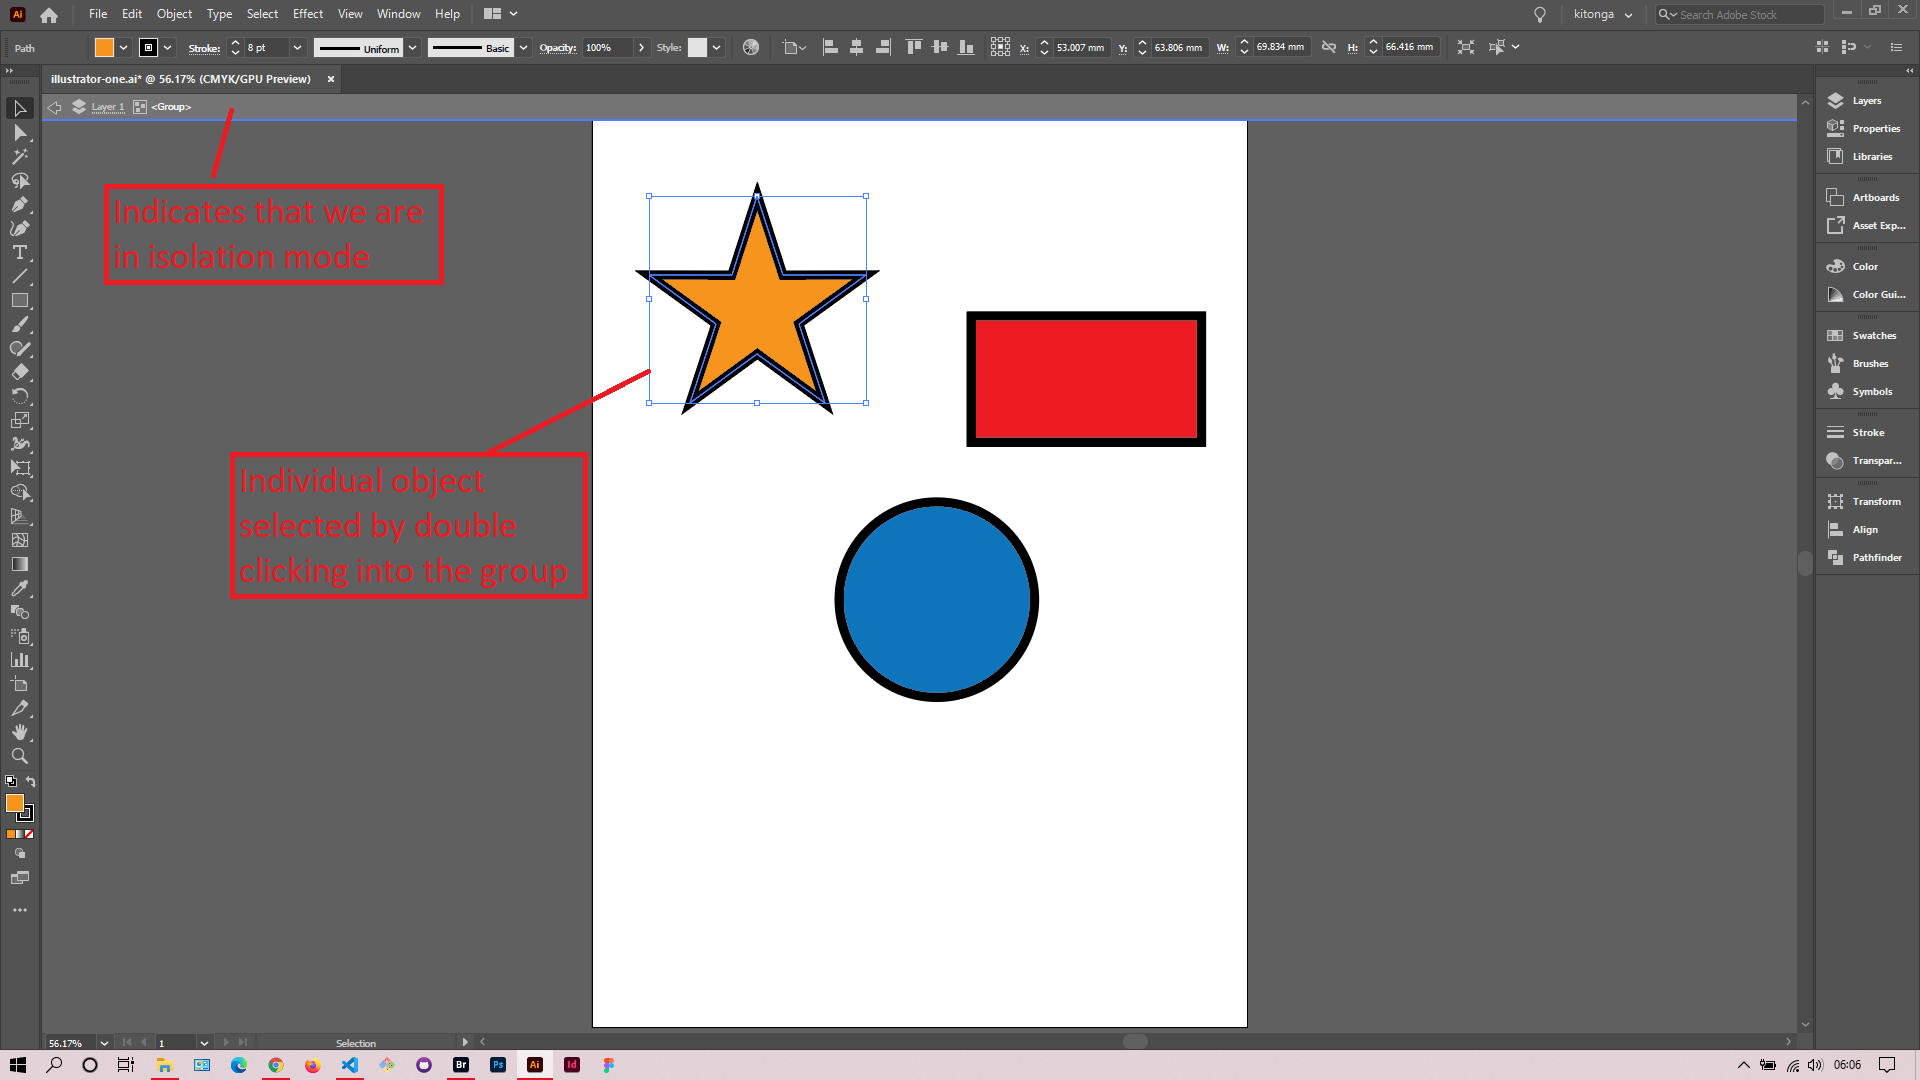 Ai File Edit Object Type Select Effect View Window Help kitonga Search Adobe Stock
Path Stroke: 8 pt Uniform Basic Opacity: 100% Style: X: 53.007 mm Y: 63.806 mm W: 69.834 mm H: 66.416 mm
illustrator-one.ai* @ 56.17% (CMYK/GPU Preview) ×
Layer 1 <Group>
Indicates that we are
in isolation mode
Individual object
selected by double
clicking into the group
Layers
Properties
Libraries
Artboards
Asset Exp...
Color
Color Gui...
Swatches
Brushes
Symbols
Stroke
Transpar...
Transform
Align
Pathfinder
56.17% 1 Selection
Br Ps Ai Id 06:06